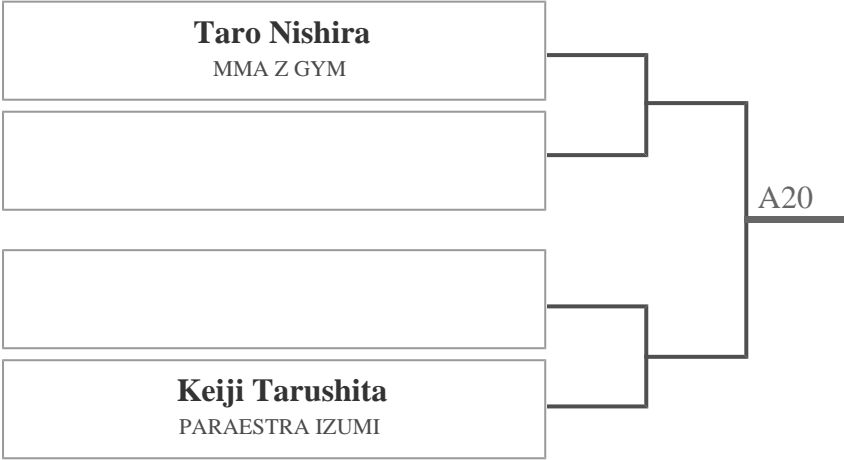 Taro Nishira
MMA Z GYM
A20
Keiji Tarushita
PARAESTRA IZUMI